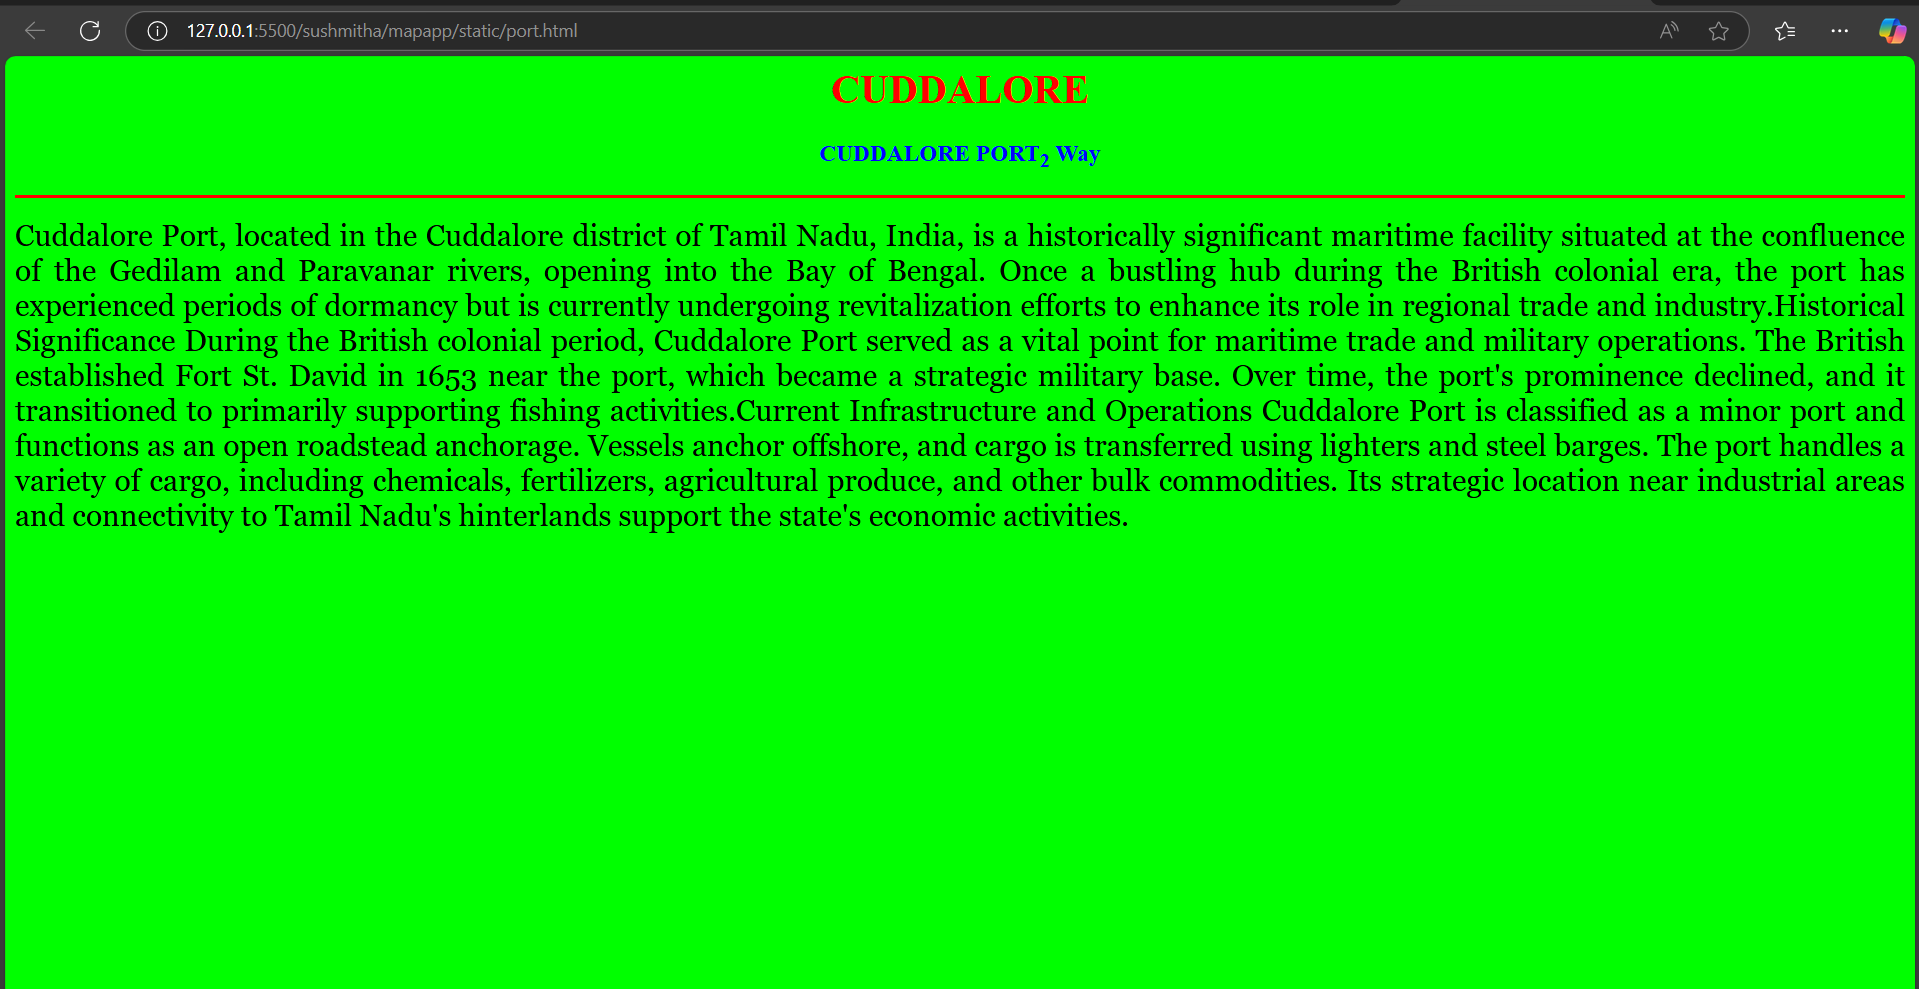 127.0.0.1:5500/sushmitha/mapapp/static/port.html
CUDDALORE
CUDDALORE PORT2 Way
Cuddalore Port, located in the Cuddalore district of Tamil Nadu, India, is a historically significant maritime facility situated at the confluence
of the Gedilam and Paravanar rivers, opening into the Bay of Bengal. Once a bustling hub during the British colonial era, the port has
experienced periods of dormancy but is currently undergoing revitalization efforts to enhance its role in regional trade and industry.Historical
Significance During the British colonial period, Cuddalore Port served as a vital point for maritime trade and military operations. The British
established Fort St. David in 1653 near the port, which became a strategic military base. Over time, the port's prominence declined, and it
transitioned to primarily supporting fishing activities.Current Infrastructure and Operations Cuddalore Port is classified as a minor port and
functions as an open roadstead anchorage. Vessels anchor offshore, and cargo is transferred using lighters and steel barges. The port handles a
variety of cargo, including chemicals, fertilizers, agricultural produce, and other bulk commodities. Its strategic location near industrial areas
and connectivity to Tamil Nadu's hinterlands support the state's economic activities.